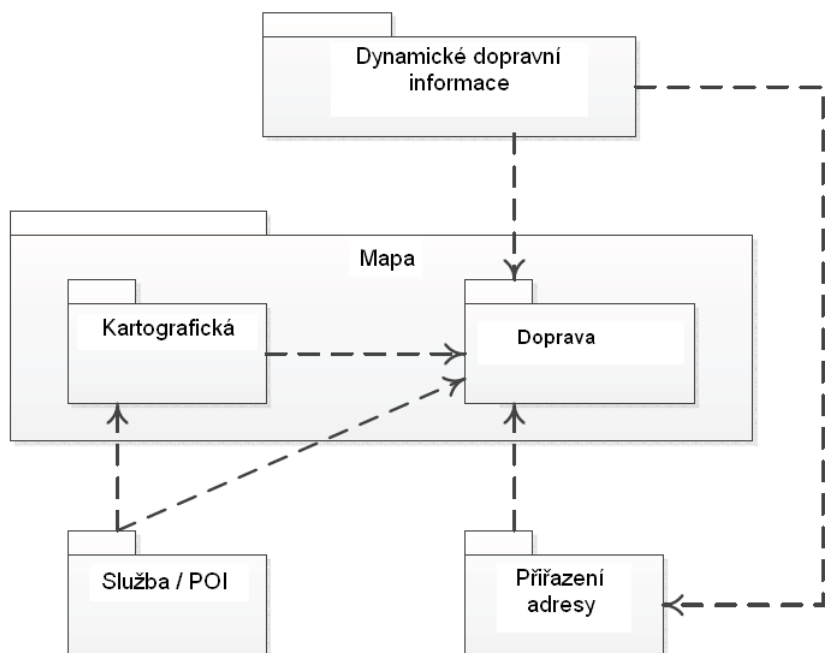 Dynamické dopravní
informace
Mapa
Kartografická
Doprava
Služba / POI
Přiřazení
adresy